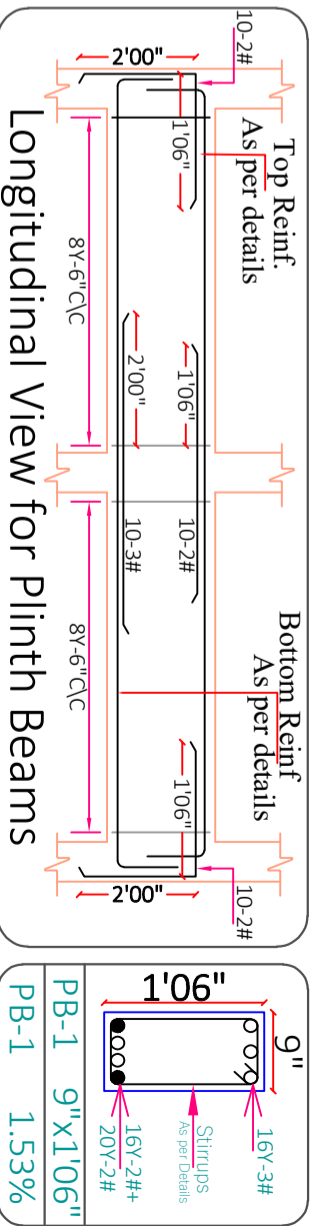 10-2#
Top Reinf.
As per details
Bottom Reinf
As per details
10-2#
2'00"
1'06"
1'06"
2'00"
10-2#
10-3#
1'06"
2'00"
8Y-6"C\C
8Y-6"C\C
Longitudinal View for Plinth Beams
9"
1'06"
16Y-3#
Stirrups
As per Details
16Y-2#+
20Y-2#
PB-1 9"x1'06"
PB-1 1.53%